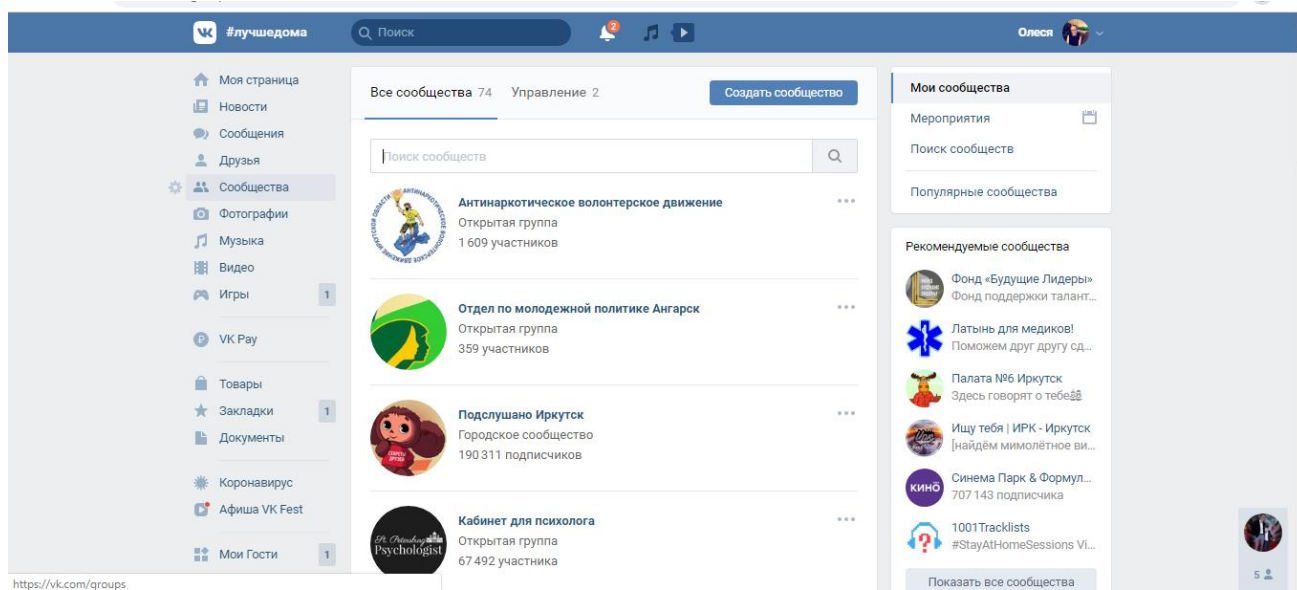 #лучшедома
Поиск
2
Олеся
Моя страница
Новости
Сообщения
Друзья
Сообщества
Фотографии
Музыка
Видео
Игры 1
VK Pay
Товары
Закладки 1
Документы
Коронавирус
Афиша VK Fest
Мои Гости 1
Все сообщества 74 Управление 2
Создать сообщество
Поиск сообществ
Антинаркотическое волонтерское движение
Открытая группа
1 609 участников
Отдел по молодежной политике Ангарск
Открытая группа
359 участников
Подслушано Иркутск
Городское сообщество
190 311 подписчиков
St. Petersburg
Psychologist
Кабинет для психолога
Открытая группа
67 492 участника
Мои сообщества
Мероприятия
Поиск сообществ
Популярные сообщества
Рекомендуемые сообщества
Фонд «Будущие Лидеры»
Фонд поддержки талант...
Латынь для медиков!
Поможем друг другу сд...
Палата №6 Иркутск
Здесь говорят о тебе
Ищу тебя | ИРК - Иркутск
[найдём мимолётное ви...
КИНО
Синема Парк & Формул...
707 143 подписчика
1001Tracklists
#StayAtHomeSessions Vi...
Показать все сообщества
5
https://vk.com/groups